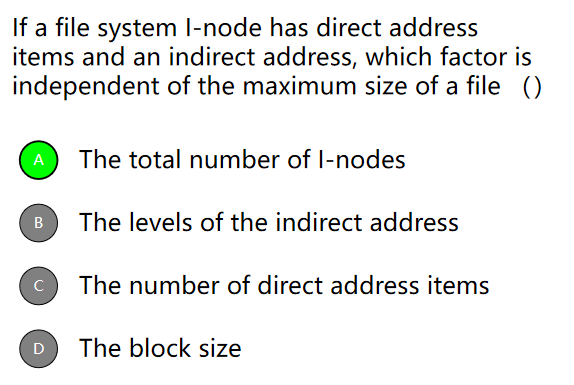 If a file system I-node has direct address
items and an indirect address, which factor is
independent of the maximum size of a file （）
A The total number of I-nodes
B The levels of the indirect address
C The number of direct address items
D The block size